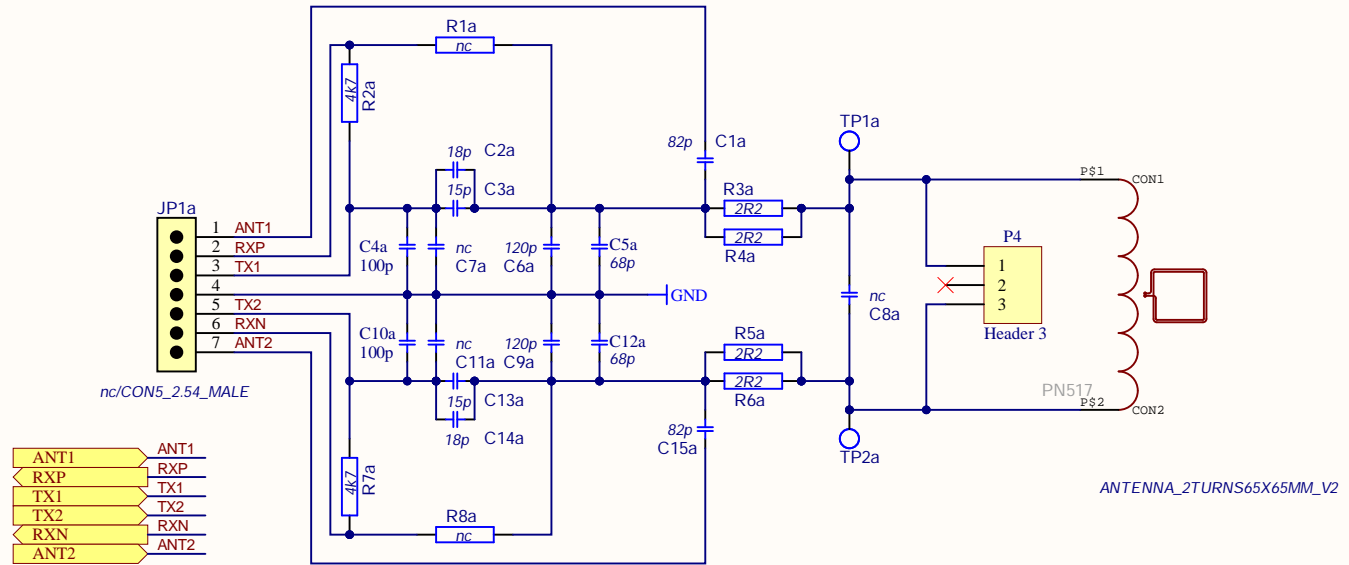 R1a
nc
4k7
R2a
TP1a
18p C2a
82p C1a
15p C3a
P$1
CON1
R3a
2R2
JP1a
1 ANT1
2 RXP
3 TX1
4
5 TX2
6 RXN
7 ANT2
nc/CON5_2.54_MALE
C4a
100p
nc
C7a
120p
C6a
C5a
68p
2R2
R4a
P4
1
2
3
Header 3
nc
C8a
GND
C10a
100p
nc
C11a
120p
C9a
C12a
68p
R5a
2R2
2R2
R6a
15p C13a
18p C14a
PN517
P$2
CON2
82p
C15a
TP2a
4k7
R7a
R8a
nc
ANTENNA_2TURNS65X65MM_V2
ANT1 ANT1
RXP RXP
TX1 TX1
TX2 TX2
RXN RXN
ANT2 ANT2